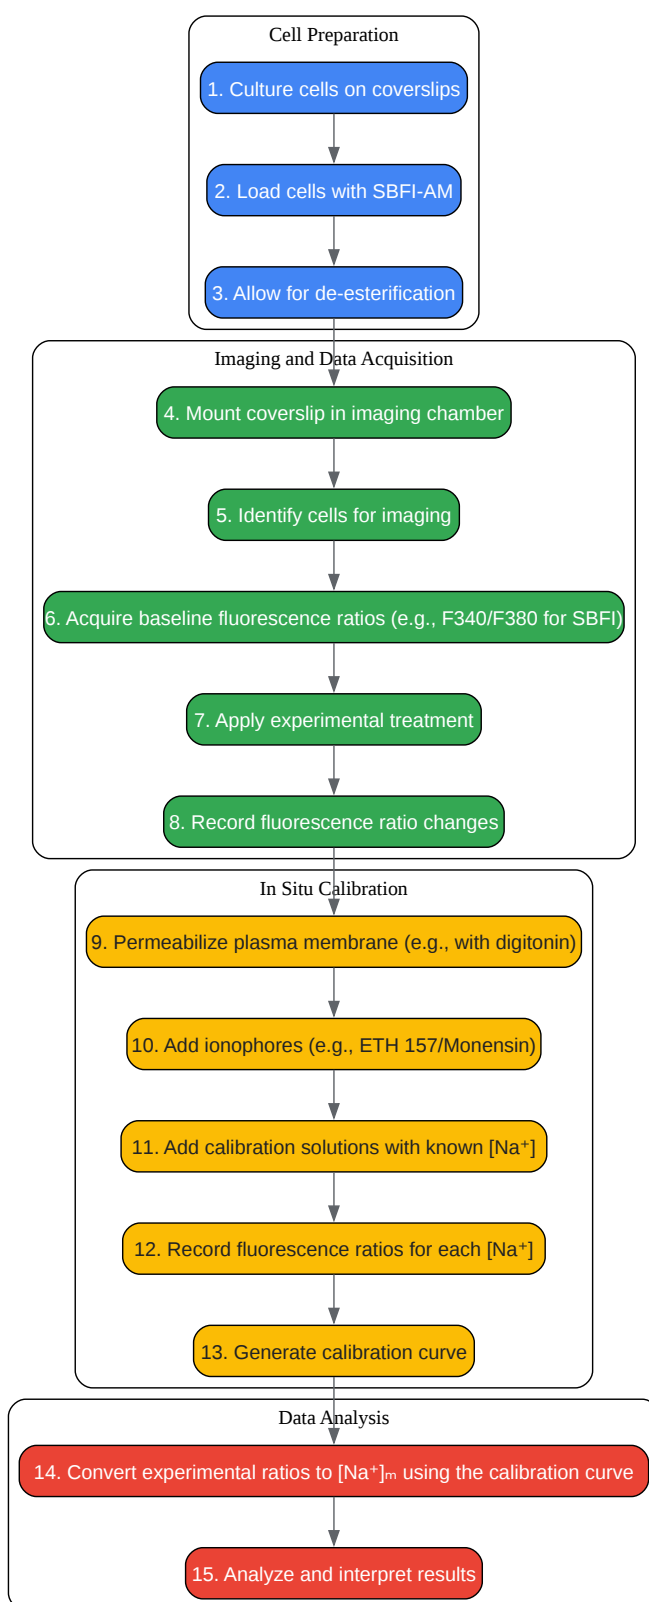 Cell Preparation
1. Culture cells on coverslips
2. Load cells with SBFI-AM
3. Allow for de-esterification
Imaging and Data Acquisition
4. Mount coverslip in imaging chamber
5. Identify cells for imaging
6. Acquire baseline fluorescence ratios (e.g., F340/F380 for SBFI)
7. Apply experimental treatment
8. Record fluorescence ratio changes
In Situ Calibration
9. Permeabilize plasma membrane (e.g., with digitonin)
10. Add ionophores (e.g., ETH 157/Monensin)
11. Add calibration solutions with known [Na⁺]
12. Record fluorescence ratios for each [Na⁺]
13. Generate calibration curve
Data Analysis
14. Convert experimental ratios to [Na⁺]ₘ using the calibration curve
15. Analyze and interpret results